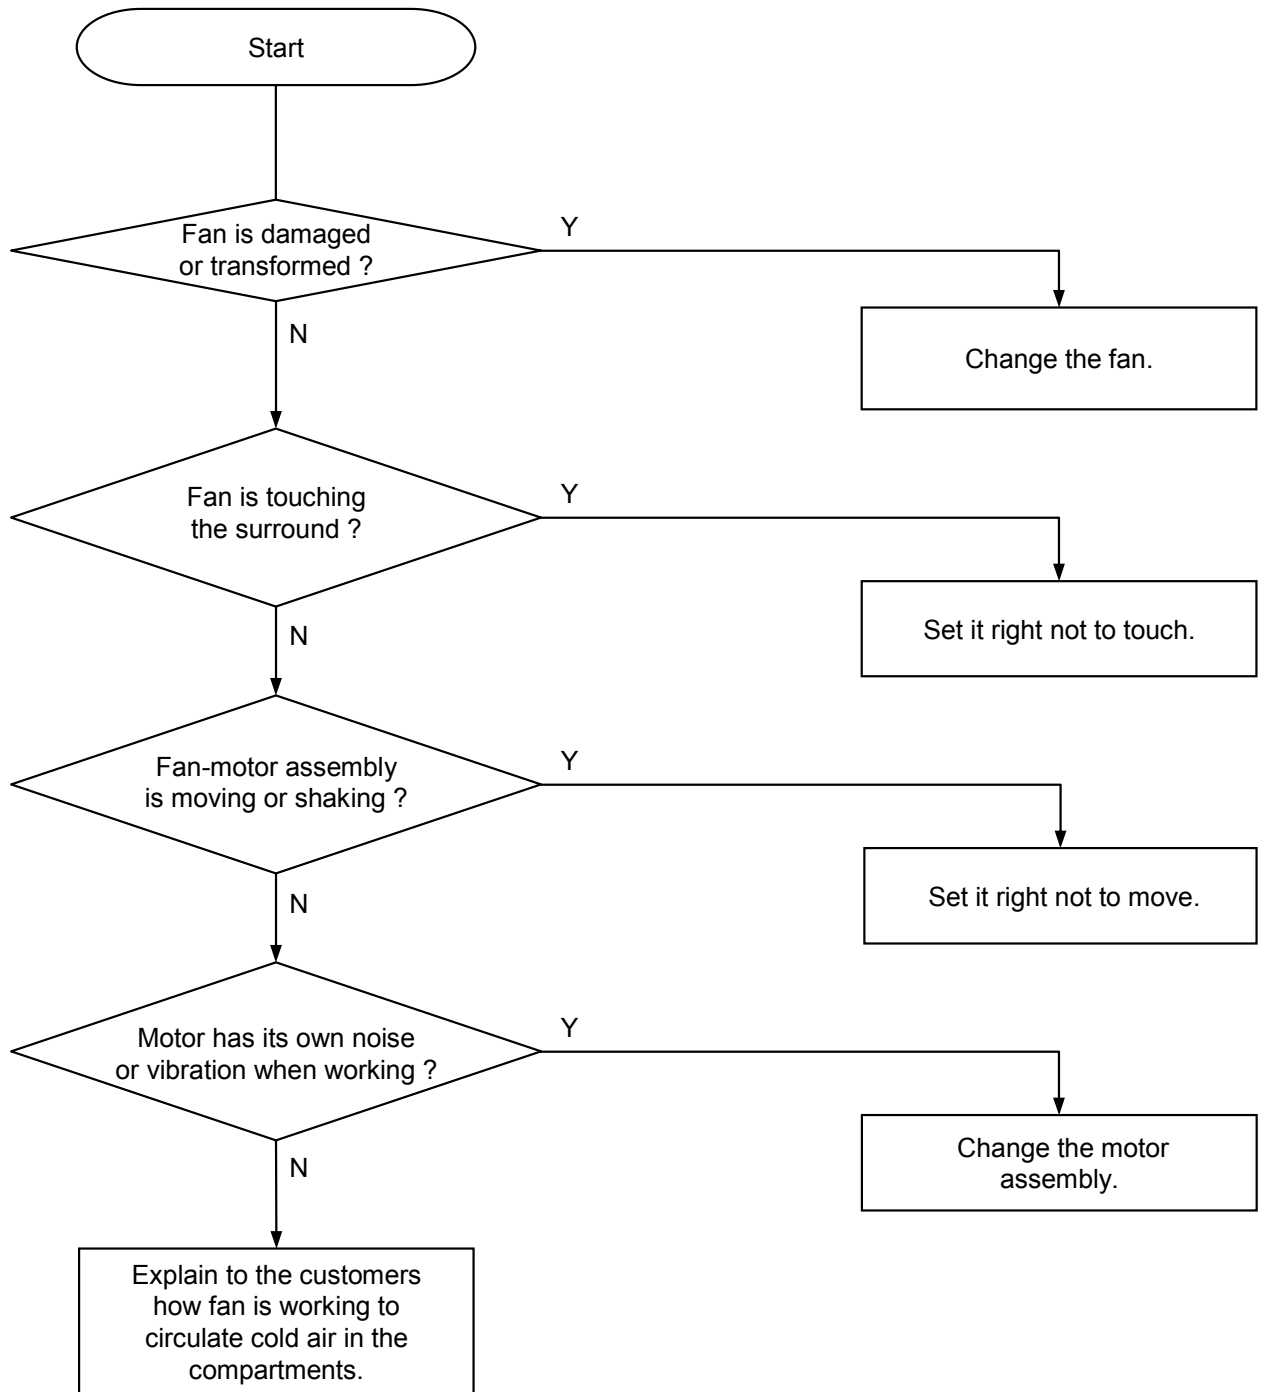 Start
Fan is damaged
or transformed ?
Y
N
Change the fan.
Fan is touching
the surround ?
Y
N
Set it right not to touch.
Fan-motor assembly
is moving or shaking ?
Y
N
Set it right not to move.
Motor has its own noise
or vibration when working ?
Y
N
Change the motor
assembly.
Explain to the customers
how fan is working to
circulate cold air in the
compartments.